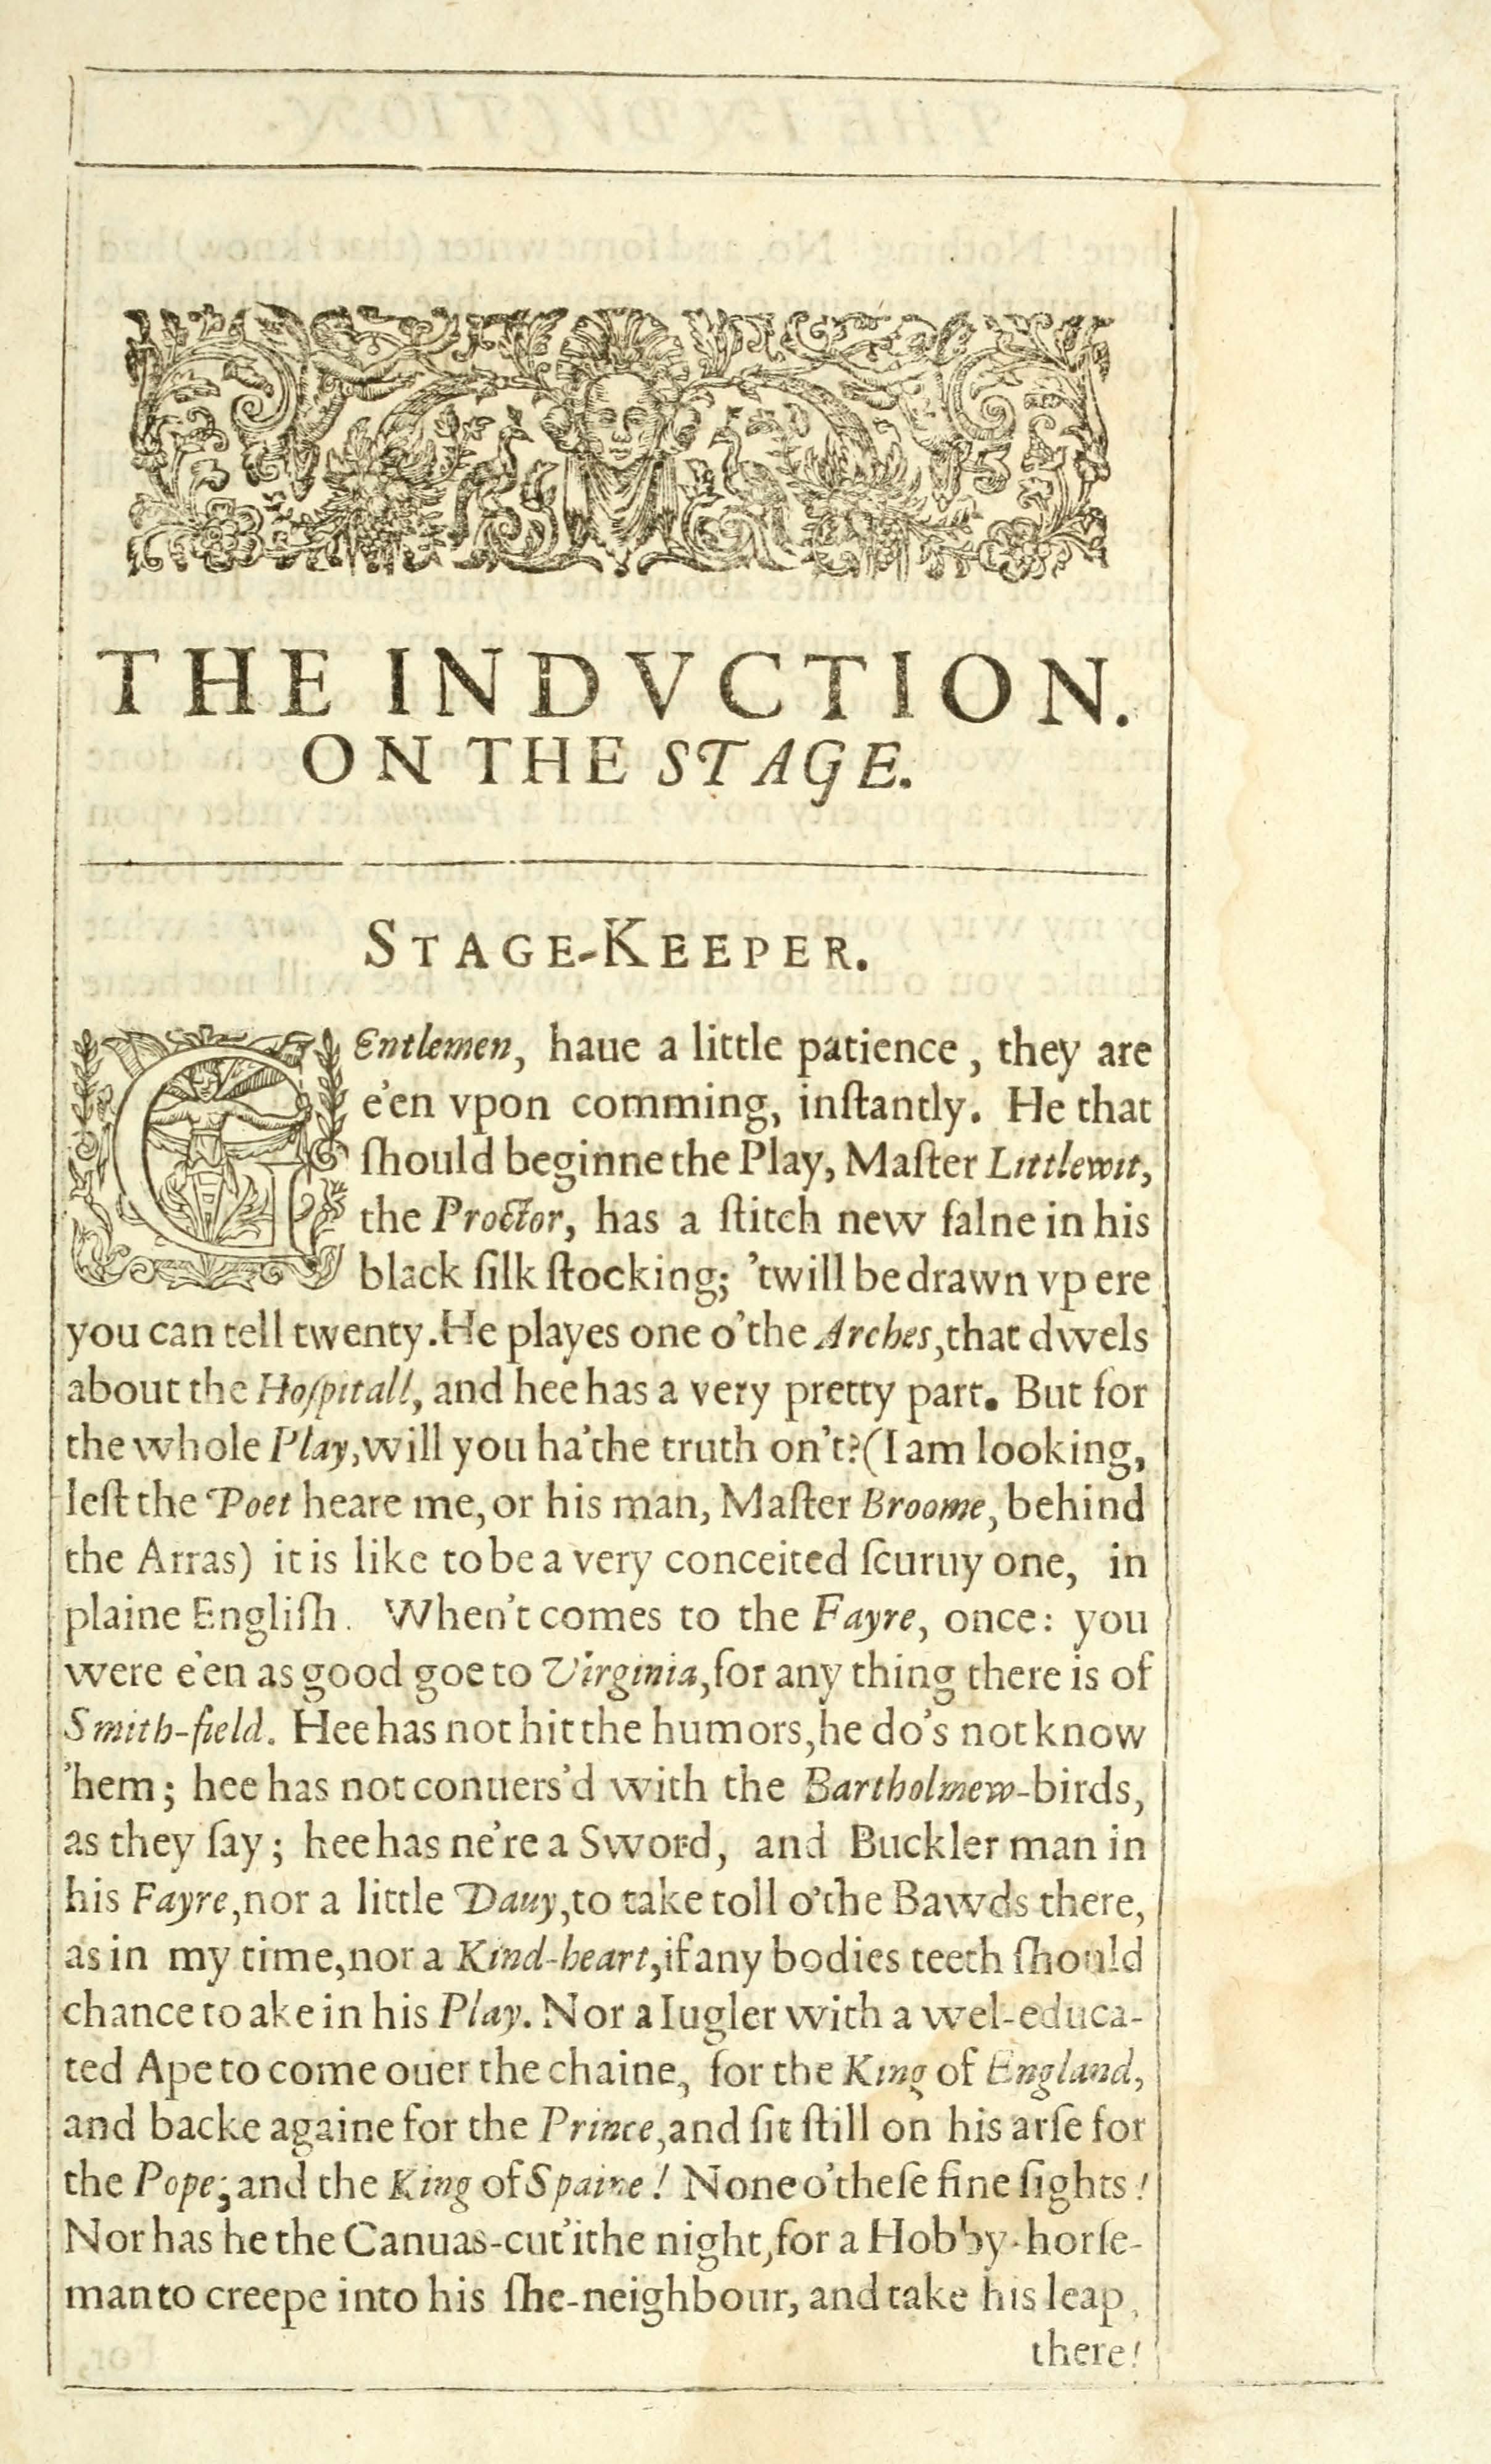 THE INDVCTION.
ON THE STAGE.
STAGE-KEEPER.
GEntlemen, haue a little patience, they are
e'en vpon comming, inſtantly. He that
ſhould beginne the Play, Maſter Littlewit,
the Proctor, has a ſtitch new falne in his
black ſilk ſtocking; 'twill be drawn vp ere
you can tell twenty. He playes one o'the Arches, that dwels
about the Hoſpitall, and hee has a very pretty part. But for
the whole Play, will you ha'the truth on't? (I am looking,
leſt the Poet heare me, or his man, Maſter Broome, behind
the Arras) it is like to be a very conceited ſcuruy one, in
plaine Engliſh. When't comes to the Fayre, once: you
were e'en as good goe to Virginia, for any thing there is of
Smith-field. Hee has not hit the humors, he do's not know
'hem; hee has not conuers'd with the Bartholmew-birds,
as they ſay; hee has ne're a Sword, and Buckler man in
his Fayre, nor a little Dauy, to take toll o'the Bawds there,
as in my time, nor a Kind-heart, if any bodies teeth ſhould
chance to ake in his Play. Nor a Iugler with a wel-educa-
ted Ape to come ouer the chaine, for the King of England,
and backe againe for the Prince, and ſit ſtill on his arſe for
the Pope; and the King of Spaine! None o'theſe fine ſights!
Nor has he the Canuas-cut 'ithe night, for a Hobby-horſe-
man to creepe into his ſhe-neighbour, and take his leap,
there!